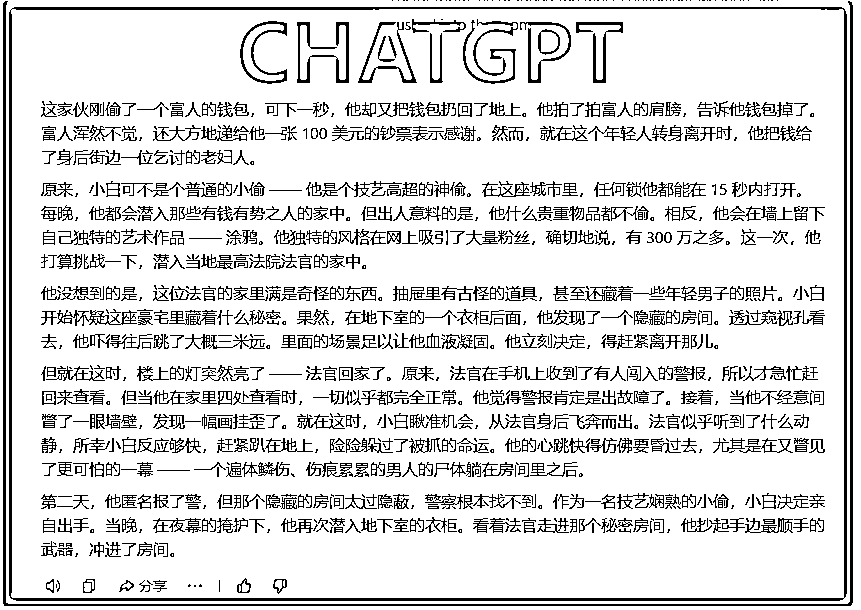 CHATGPT
这家伙刚偷了一个富人的钱包，可下一秒，他却又把钱包扔回了地上。他拍了拍富人的肩膀，告诉他钱包掉了。
富人浑然不觉，还大方地递给他一张 100 美元的钞票表示感谢。然而，就在这个年轻人转身离开时，他把钱给
了身后街边一位乞讨的老妇人。
原来，小白可不是个普通的小偷 —— 他是个技艺高超的神偷。在这座城市里，任何锁他都能在 15 秒内打开。
每晚，他都会潜入那些有钱有势之人的家中。但出人意料的是，他什么贵重物品都不偷。相反，他会在墙上留下
自己独特的艺术作品 —— 涂鸦。他独特的风格在网上吸引了大量粉丝，确切地说，有 300 万之多。这一次，他
打算挑战一下，潜入当地最高法院法官的家中。
他没想到的是，这位法官的家里满是奇怪的东西。抽屉里有古怪的道具，甚至还藏着一些年轻男子的照片。小白
开始怀疑这座豪宅里藏着什么秘密。果然，在地下室的一个衣柜后面，他发现了一个隐藏的房间。透过窥视孔看
去，他吓得往后跳了大概三米远。里面的场景足以让他血液凝固。他立刻决定，得赶紧离开那儿。
但就在这时，楼上的灯突然亮了 —— 法官回家了。原来，法官在手机上收到了有人闯入的警报，所以才急忙赶
回来查看。但当他在家里四处查看时，一切似乎都完全正常。他觉得警报肯定是出故障了。接着，当他不经意间
瞥了一眼墙壁，发现一幅画挂歪了。就在这时，小白瞅准机会，从法官身后飞奔而出。法官似乎听到了什么动
静，所幸小白反应够快，赶紧趴在地上，险险躲过了被抓的命运。他的心跳快得仿佛要昏过去，尤其是在又瞥见
了更可怕的一幕 —— 一个遍体鳞伤、伤痕累累的男人的尸体躺在房间里之后。
第二天，他匿名报了警，但那个隐藏的房间太过隐蔽，警察根本找不到。作为一名技艺娴熟的小偷，小白决定亲
自出手。当晚，在夜幕的掩护下，他再次潜入地下室的衣柜。看着法官走进那个秘密房间，他抄起手边最顺手的
武器，冲进了房间。
分享